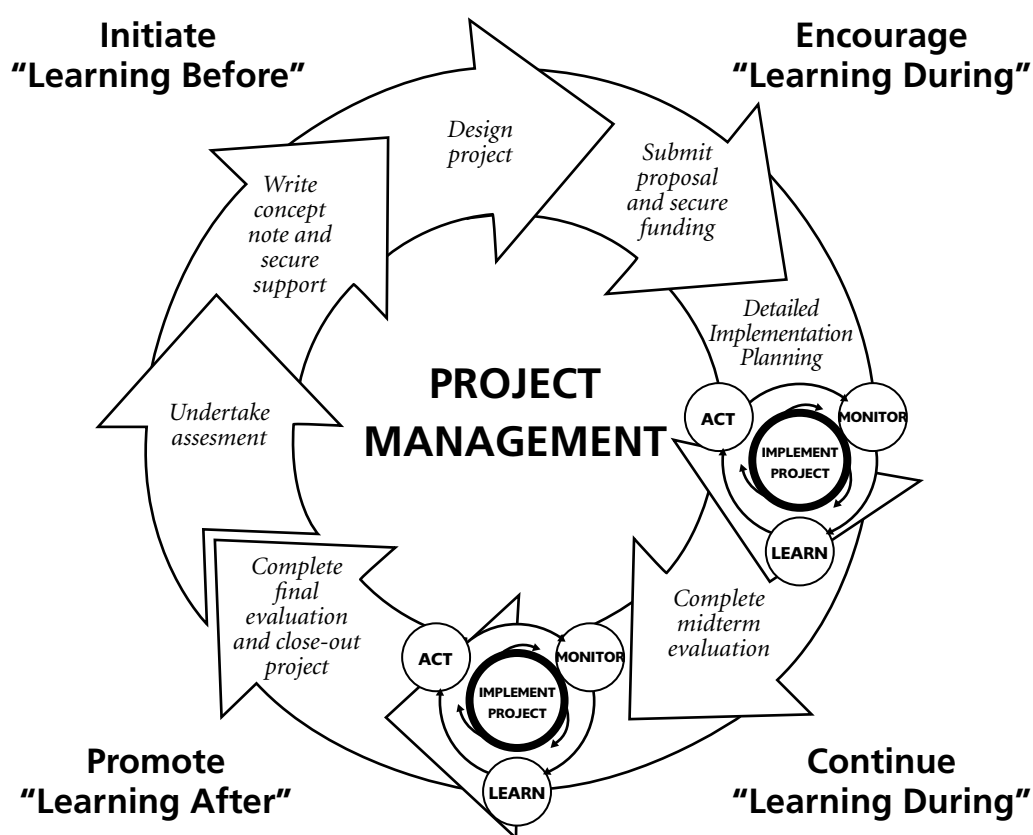 Initiate
"Learning Before"
Encourage
"Learning During"
Design
project
Submit
proposal
and secure
funding
Write
concept
note and
secure
support
Detailed
Implementation
Planning
PROJECT
MANAGEMENT
ACT
MONITOR
IMPLEMENT
PROJECT
LEARN
Undertake
assesment
Complete
midterm
evaluation
Complete
final
evaluation
and close-out
project
ACT
MONITOR
IMPLEMENT
PROJECT
LEARN
Promote
"Learning After"
Continue
"Learning During"